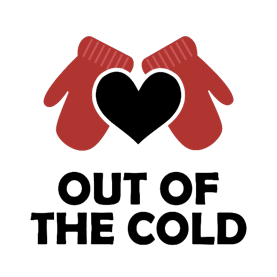 OUT OF
THE COLD